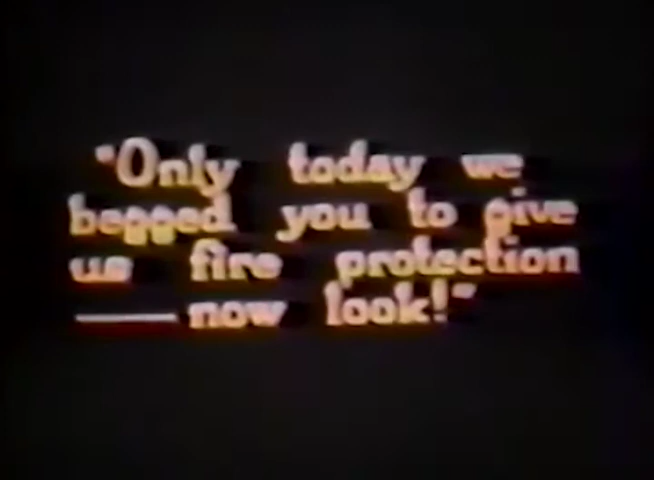 "Only today we
begged you to give
us fire protection
—now look!"